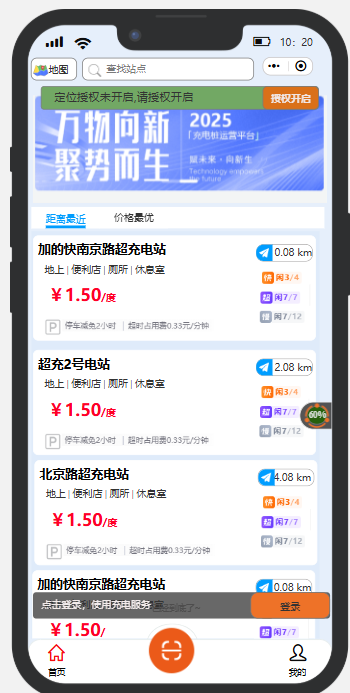 10: 20
地图
查找站点
定位授权未开启,请授权开启
授权开启
万物向新
聚势而生
2025
「充电桩运营平台」
赋未来·向新生
Technology empowers
the future
距离最近
价格最优
加的快南京路超充电站
0.08 km
地上 | 便利店 | 厕所 | 休息室
快 闲3/4
¥1.50/度
超 闲7/7
慢 闲7/12
P 停车减免2小时 | 超时占用费0.33元/分钟
超充2号电站
2.08 km
地上 | 便利店 | 厕所 | 休息室
快 闲3/4
¥1.50/度
超 闲7/7
60%
慢 闲7/12
P 停车减免2小时 | 超时占用费0.33元/分钟
北京路超充电站
4.08 km
地上 | 便利店 | 厕所 | 休息室
快 闲3/4
¥1.50/度
超 闲7/7
慢 闲7/12
P 停车减免2小时 | 超时占用费0.33元/分钟
加的快南京路超充电站
0.08 km
点击登录，使用充电服务
到底了~
登录
¥1.50/
超 闲7/7
首页
我的